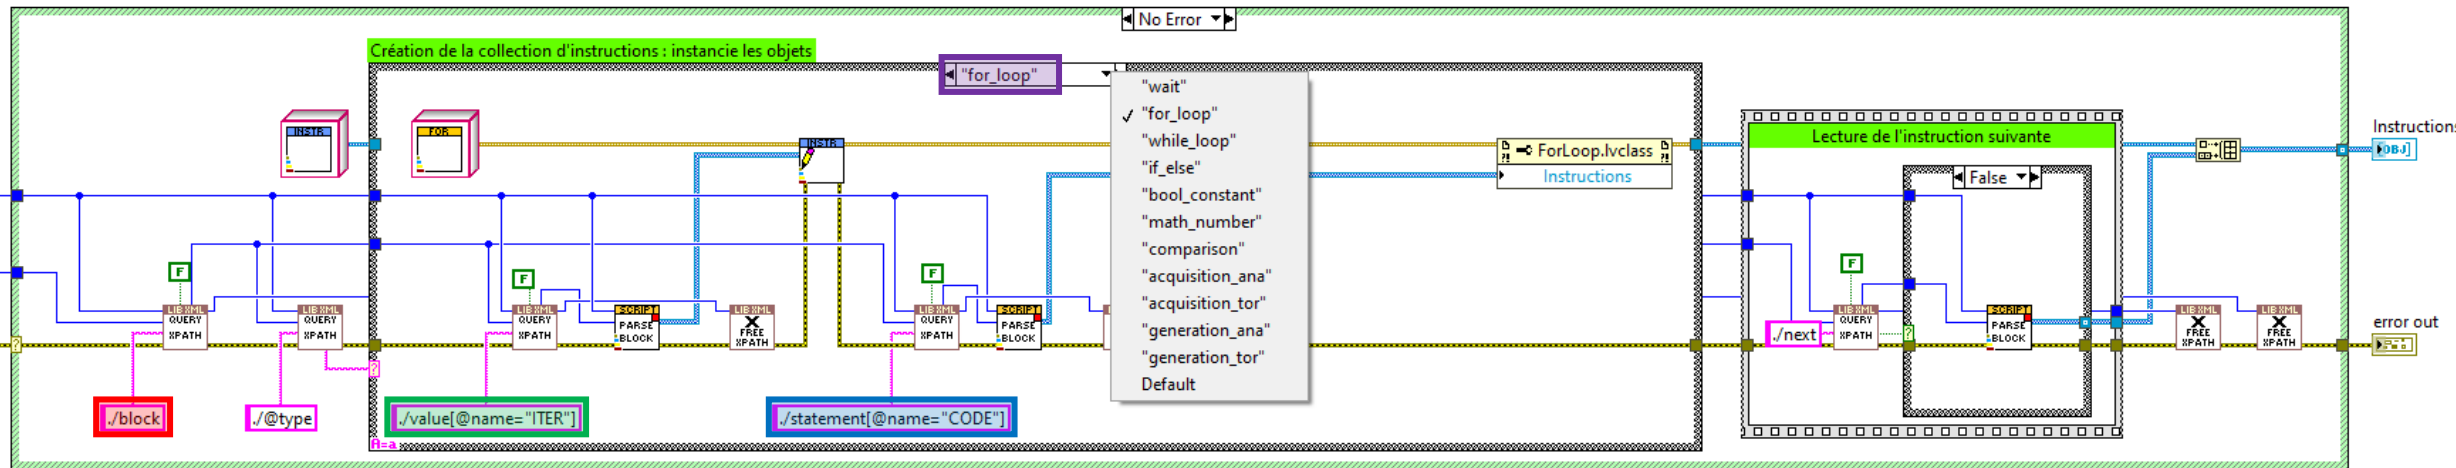 No Error
Création de la collection d'instructions : instancie les objets
"for_loop"
"wait"
"for_loop"
"while_loop"
"if_else"
"bool_constant"
"math_number"
"comparison"
"acquisition_ana"
"acquisition_tor"
"generation_ana"
"generation_tor"
Default
INSTR
FOR
INSTR
ForLoop.lvclass
Instructions
Lecture de l'instruction suivante
False
Instructions
OBJ]
F
F
F
F
LIB XML
QUERY
XPATH
LIB XML
QUERY
XPATH
LIB XML
QUERY
XPATH
SCRIPT
PARSE
BLOCK
LIB XML
FREE
XPATH
LIB XML
QUERY
XPATH
SCRIPT
PARSE
BLOCK
./next
LIB XML
QUERY
XPATH
SCRIPT
PARSE
BLOCK
LIB XML
FREE
XPATH
LIB XML
FREE
XPATH
error out
./block
./@type
./value[@name="ITER"]
./statement[@name="CODE"]
A=a